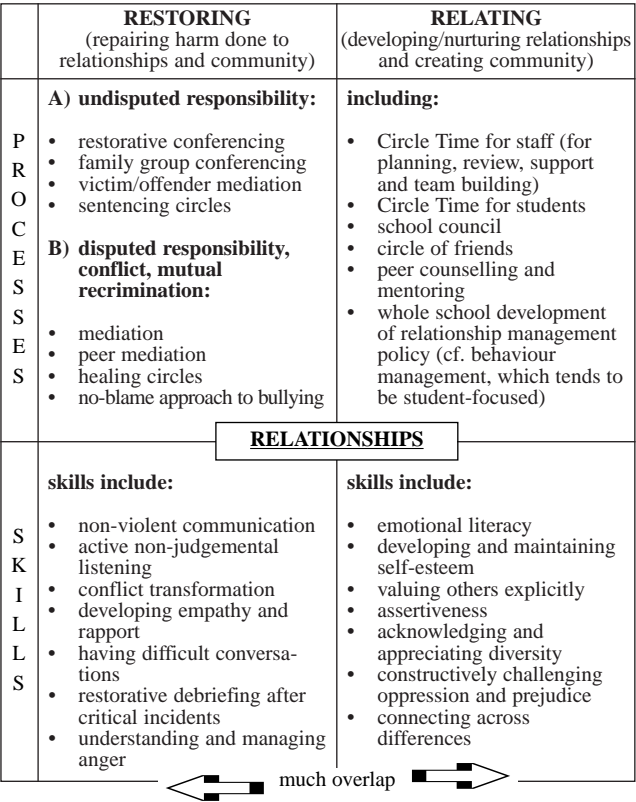 RESTORING
(repairing harm done to
relationships and community)
RELATING
(developing/nurturing relationships
and creating community)
PROCESSES
A) undisputed responsibility:
• restorative conferencing
• family group conferencing
• victim/offender mediation
• sentencing circles
B) disputed responsibility,
conflict, mutual
recrimination:
• mediation
• peer mediation
• healing circles
• no-blame approach to bullying
including:
• Circle Time for staff (for
planning, review, support
and team building)
• Circle Time for students
• school council
• circle of friends
• peer counselling and
mentoring
• whole school development
of relationship management
policy (cf. behaviour
management, which tends to
be student-focused)
RELATIONSHIPS
SKILLS
skills include:
• non-violent communication
• active non-judgemental
listening
• conflict transformation
• developing empathy and
rapport
• having difficult conversa-
tions
• restorative debriefing after
critical incidents
• understanding and managing
anger
skills include:
• emotional literacy
• developing and maintaining
self-esteem
• valuing others explicitly
• assertiveness
• acknowledging and
appreciating diversity
• constructively challenging
oppression and prejudice
• connecting across
differences
much overlap